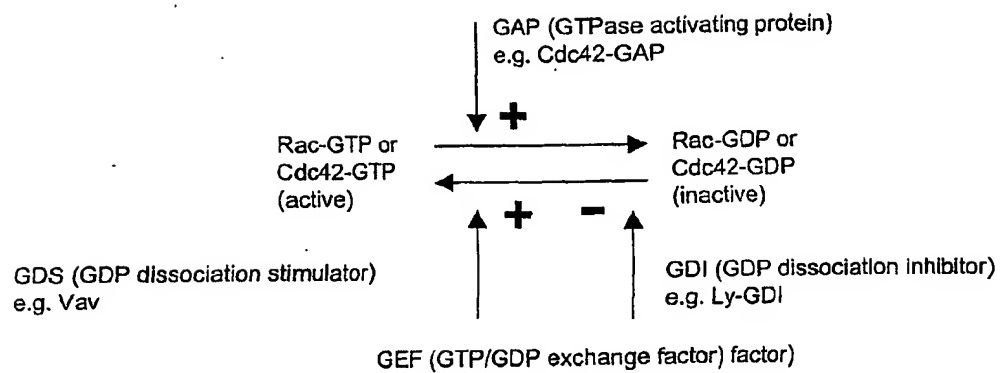 GAP (GTPase activating protein)
e.g. Cdc42-GAP
+
Rac-GTP or
Cdc42-GTP
(active)
Rac-GDP or
Cdc42-GDP
(inactive)
+ -
GDS (GDP dissociation stimulator)
e.g. Vav
GDI (GDP dissociation inhibitor)
e.g. Ly-GDI
GEF (GTP/GDP exchange factor) factor)